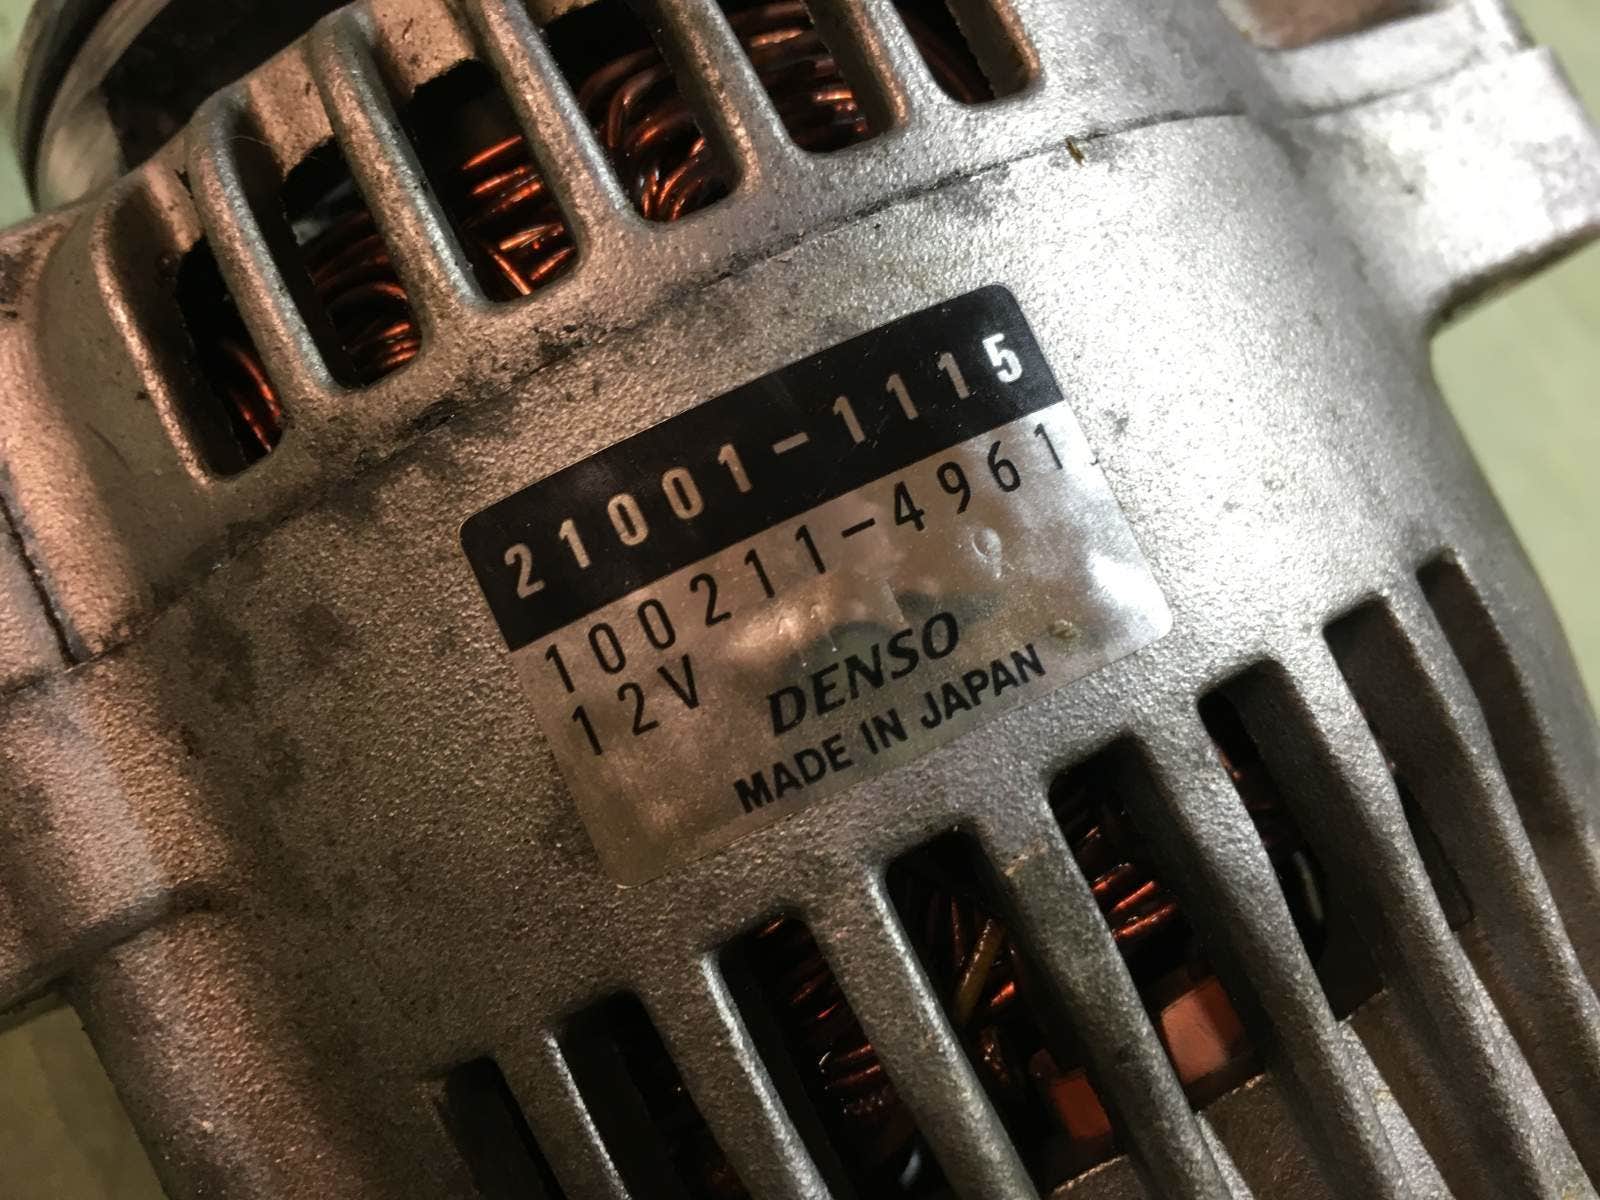 21001-1115
100211-4961
12V
DENSO
MADE IN JAPAN